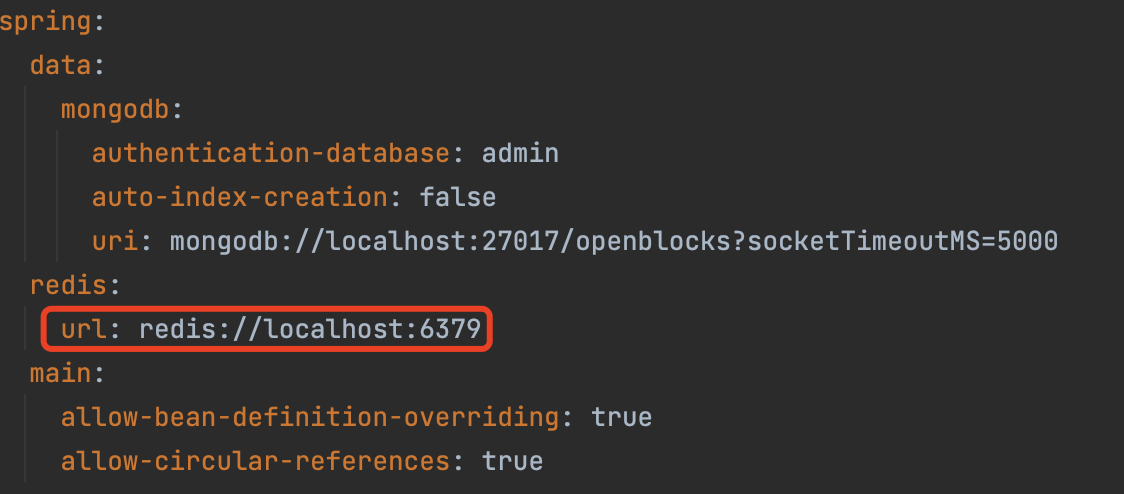 spring:
  data:
    mongodb:
      authentication-database: admin
      auto-index-creation: false
      uri: mongodb://localhost:27017/openblocks?socketTimeoutMS=5000
  redis:
    url: redis://localhost:6379
  main:
    allow-bean-definition-overriding: true
    allow-circular-references: true